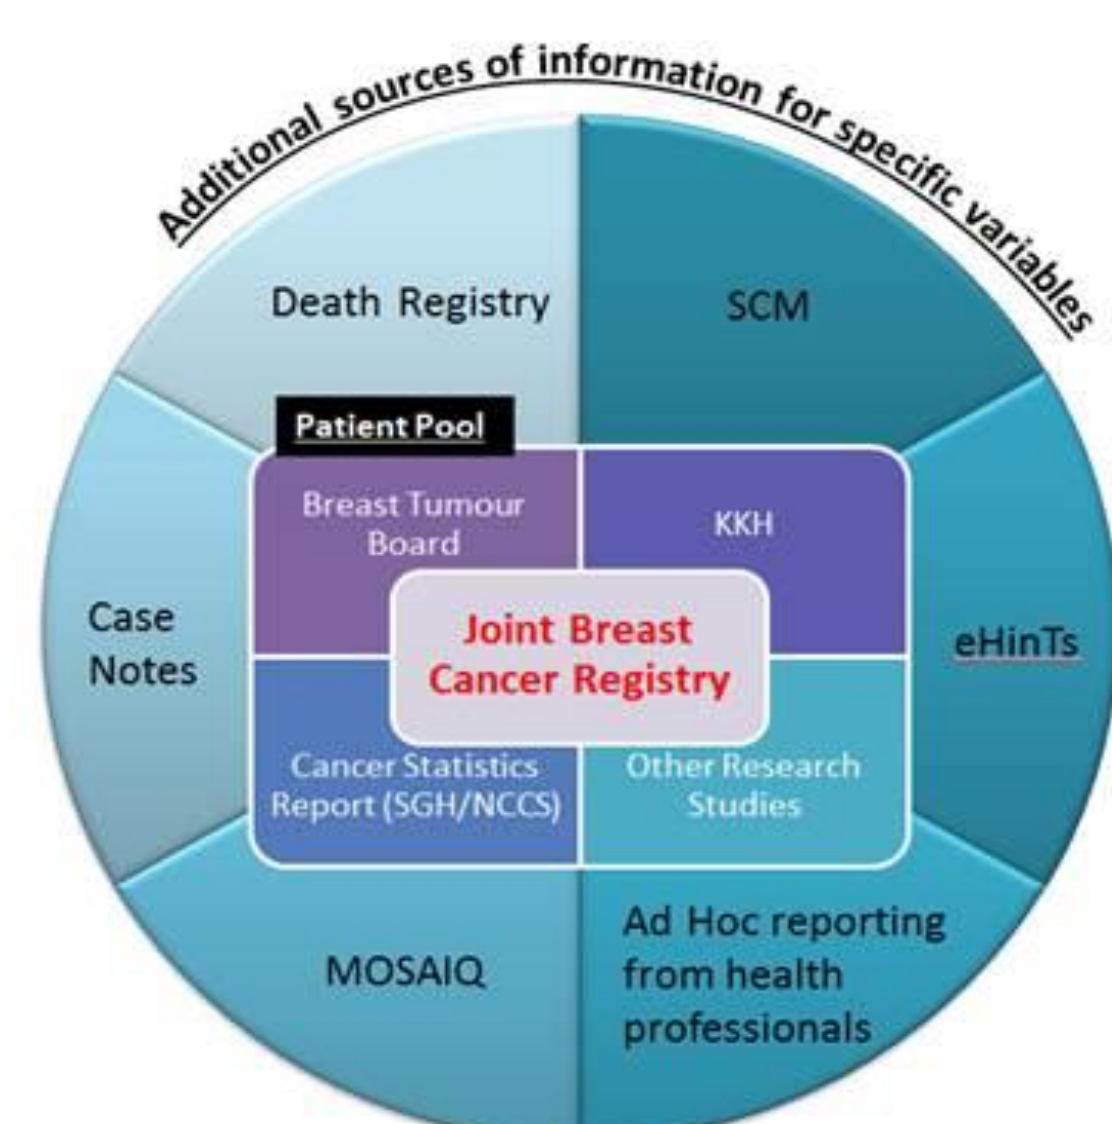 Additional sources of information for specific variables
Death Registry
SCM
Patient Pool
Breast Tumour
Board
KKH
Case
Notes
Joint Breast
Cancer Registry
eHinTs
Cancer Statistics
Report (SGH/NCCS)
Other Research
Studies
MOSAIQ
Ad Hoc reporting
from health
professionals